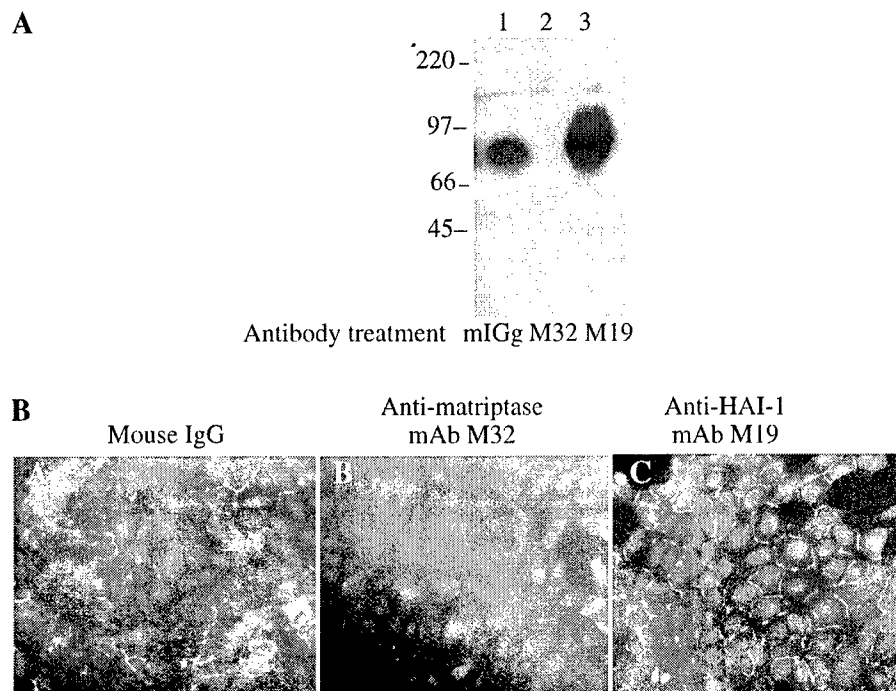 A
1 2 3
220
97
66
45
Antibody treatment mIGg M32 M19
B
Mouse IgG
Anti-matriptase
mAb M32
Anti-HAI-1
mAb M19
A
B
C